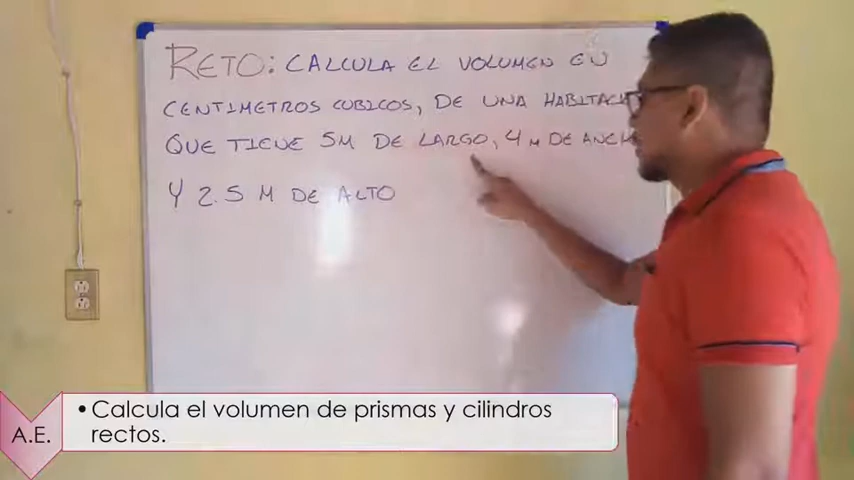 RETO: CALCULA EL VOLUMEN EN
CENTIMETROS CUBICOS, DE UNA
QUE TIENE 5M DE LARGO, 4 M DE
Y 2.5 M DE ALTO
A.E.
• Calcula el volumen de prismas y cilindros
rectos.